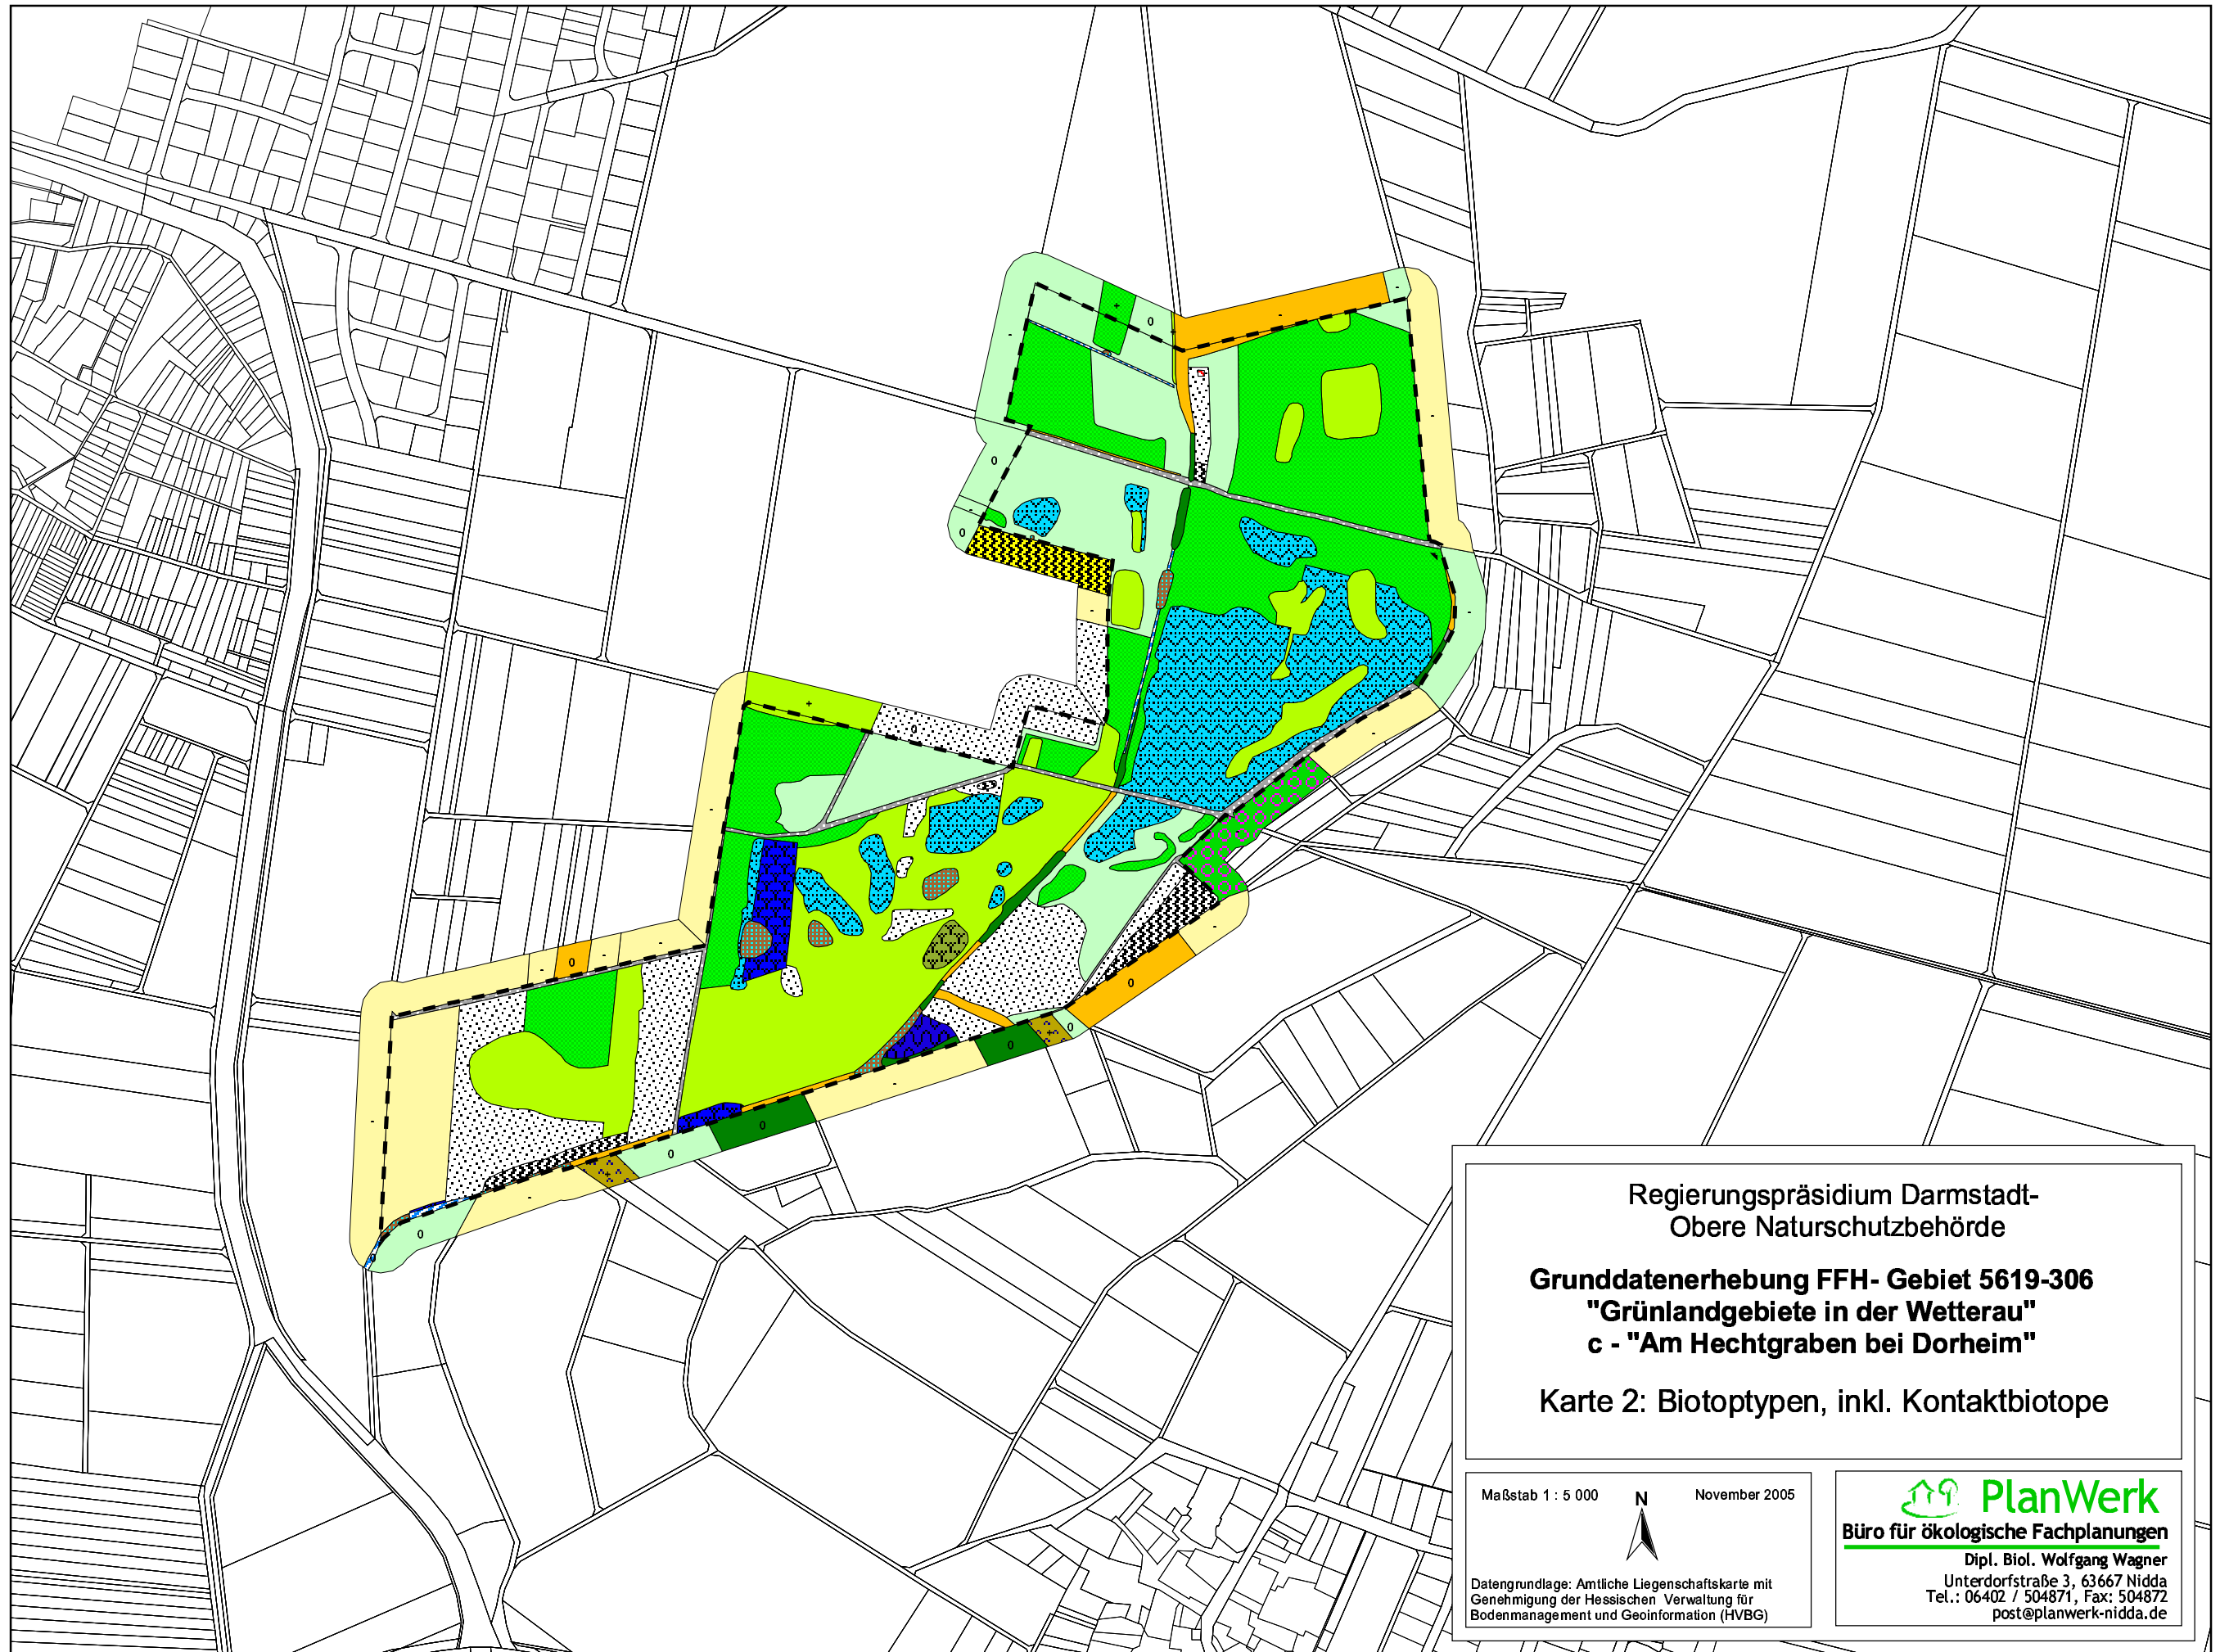 Regierungspräsidium Darmstadt-
Obere Naturschutzbehörde
Grunddatenerhebung FFH- Gebiet 5619-306
"Grünlandgebiete in der Wetterau"
c - "Am Hechtgraben bei Dorheim"
Karte 2: Biotoptypen, inkl. Kontaktbiotope
Maßstab 1 : 5 000
N
November 2005
Datengrundlage: Amtliche Liegenschaftskarte mit
Genehmigung der Hessischen Verwaltung für
Bodenmanagement und Geoinformation (HVBG)
PlanWerk
Büro für ökologische Fachplanungen
Dipl. Biol. Wolfgang Wagner
Unterdorfstraße 3, 63667 Nidda
Tel.: 06402 / 504871, Fax: 504872
post@planwerk-nidda.de